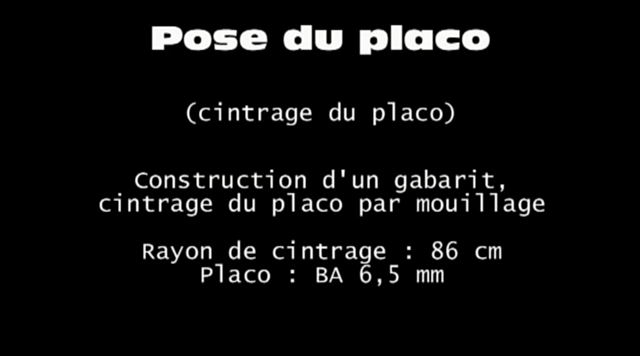 Pose du placo
(cintrage du placo)
Construction d'un gabarit,
cintrage du placo par mouillage
Rayon de cintrage : 86 cm
Placo : BA 6,5 mm